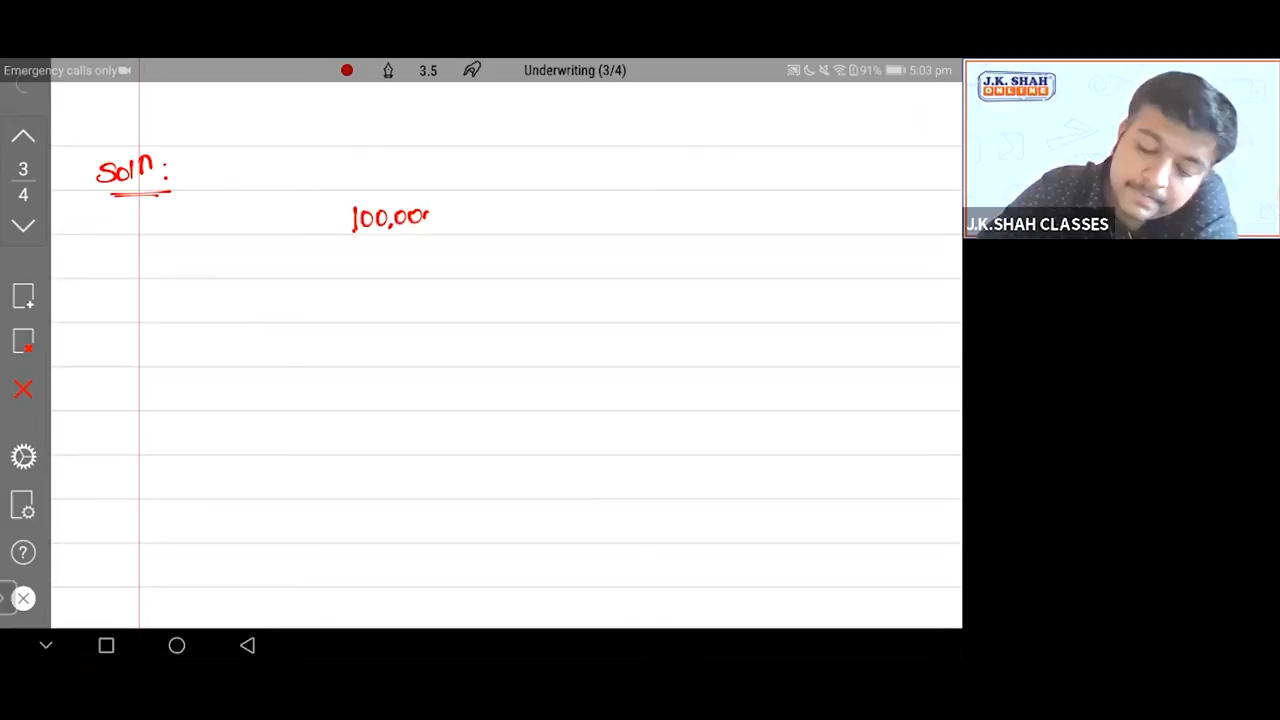 Emergency calls only
3.5
Underwriting (3/4)
91% 5:03 pm
J.K. SHAH
ONLINE
3
4
Soln:
100,000
J.K.SHAH CLASSES